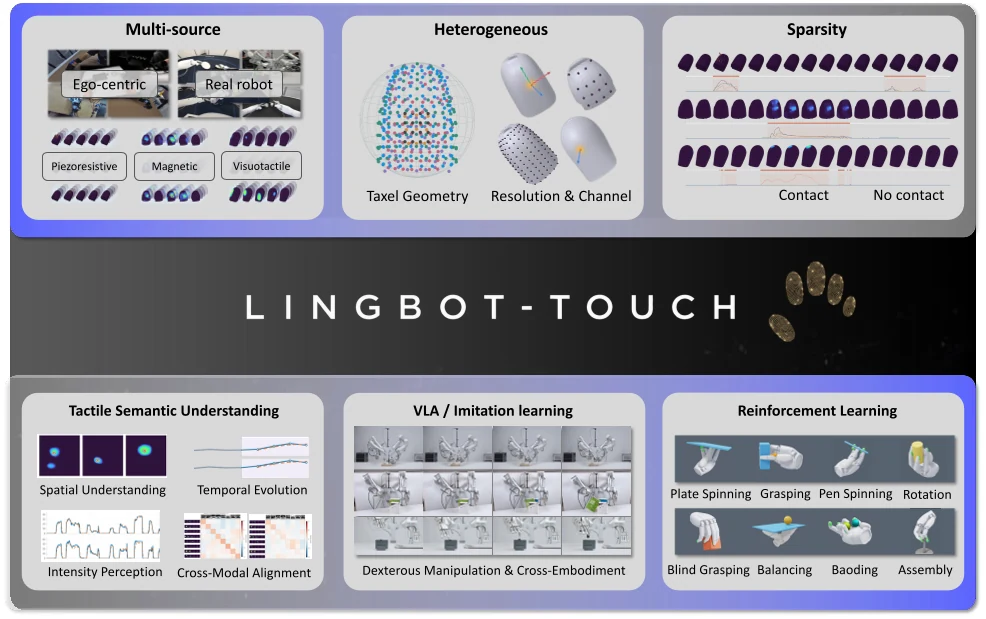 Multi-source
Ego-centric
Real robot
Piezoresistive
Magnetic
Visuotactile
Heterogeneous
Taxel Geometry
Resolution & Channel
Sparsity
Contact
No contact
LINGBOT-TOUCH
Tactile Semantic Understanding
Spatial Understanding
Temporal Evolution
Intensity Perception
Cross-Modal Alignment
VLA / Imitation learning
Dexterous Manipulation & Cross-Embodiment
Reinforcement Learning
Plate Spinning
Grasping
Pen Spinning
Rotation
Blind Grasping
Balancing
Baoding
Assembly